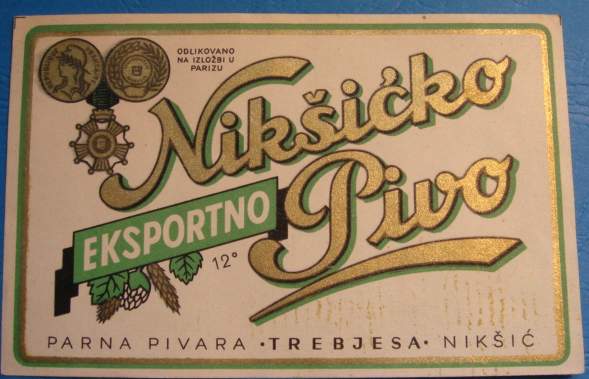 ODLIKOVANO
NA IZLOŽBI U
PARIZU
Nikšićko
Pivo
EKSPORTNO
12°
PARNA PIVARA • TREBJESA • NIKŠIĆ